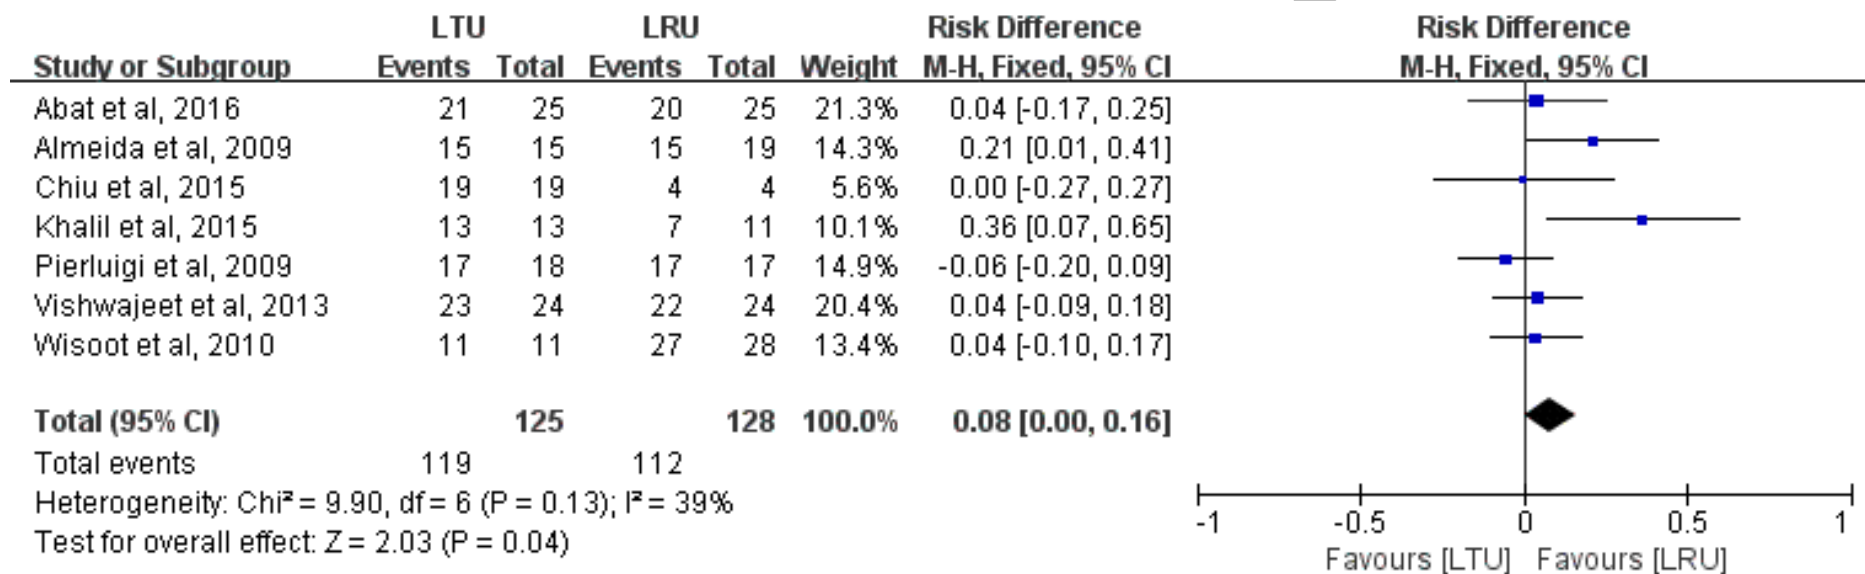 LTU LRU Risk Difference Risk Difference
Study or Subgroup Events Total Events Total Weight M-H, Fixed, 95% CI M-H, Fixed, 95% CI
Abat et al, 2016 21 25 20 25 21.3% 0.04 [-0.17, 0.25]
Almeida et al, 2009 15 15 15 19 14.3% 0.21 [0.01, 0.41]
Chiu et al, 2015 19 19 4 4 5.6% 0.00 [-0.27, 0.27]
Khalil et al, 2015 13 13 7 11 10.1% 0.36 [0.07, 0.65]
Pierluigi et al, 2009 17 18 17 17 14.9% -0.06 [-0.20, 0.09]
Vishwajeet et al, 2013 23 24 22 24 20.4% 0.04 [-0.09, 0.18]
Wisoot et al, 2010 11 11 27 28 13.4% 0.04 [-0.10, 0.17]
Total (95% CI) 125 128 100.0% 0.08 [0.00, 0.16]
Total events 119 112
Heterogeneity: Chi² = 9.90, df = 6 (P = 0.13); I² = 39%
Test for overall effect: Z = 2.03 (P = 0.04)
-1 -0.5 0 0.5 1
Favours [LTU] Favours [LRU]